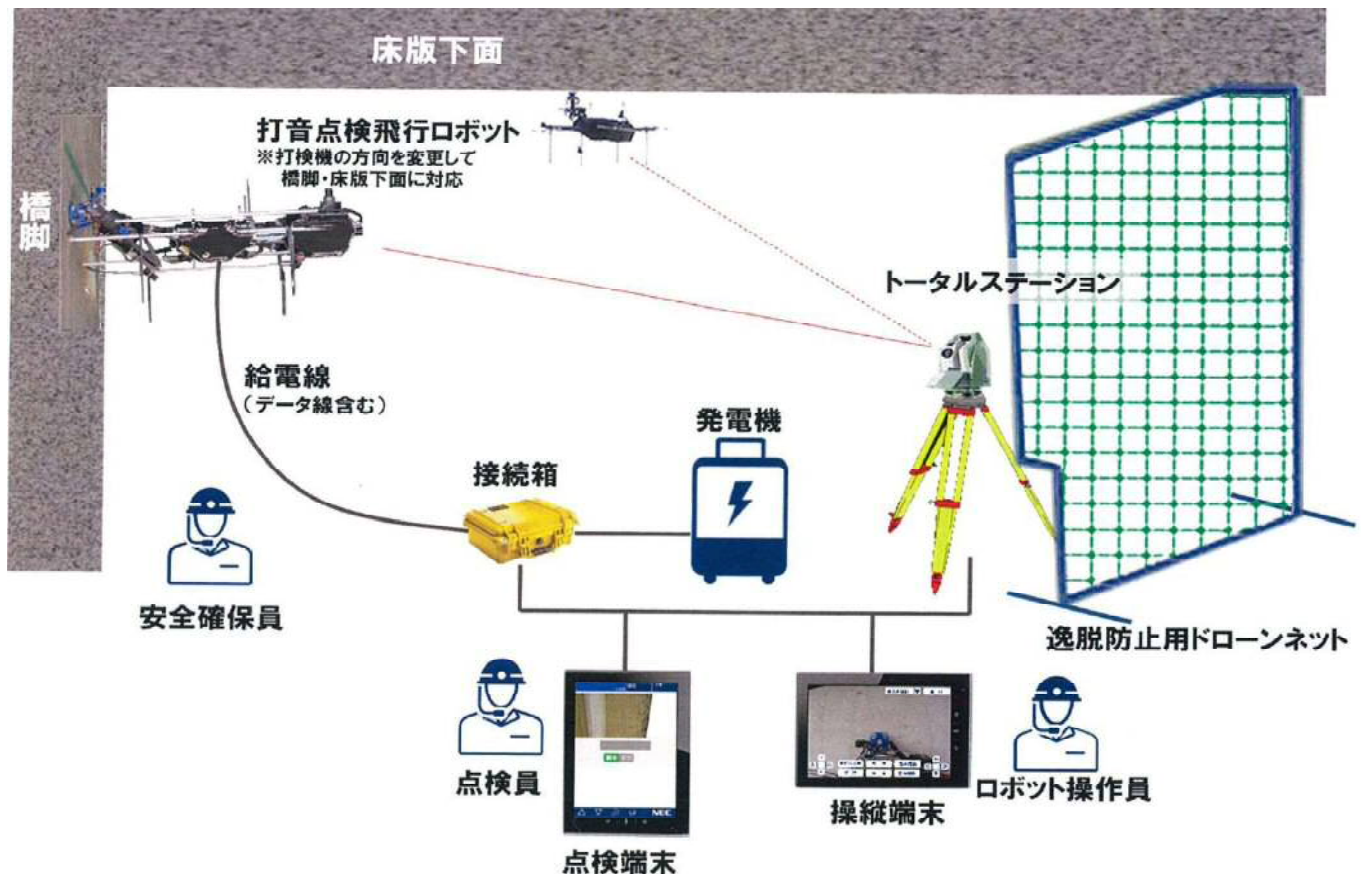 床版下面
打音点検飛行ロボット
※打検機の方向を変更して
橋脚・床版下面に対応
橋脚
トータルステーション
給電線
（データ線含む）
発電機
接続箱
安全確保員
逸脱防止用ドローンネット
点検員
NEC
点検端末
操縦端末
ロボット操作員